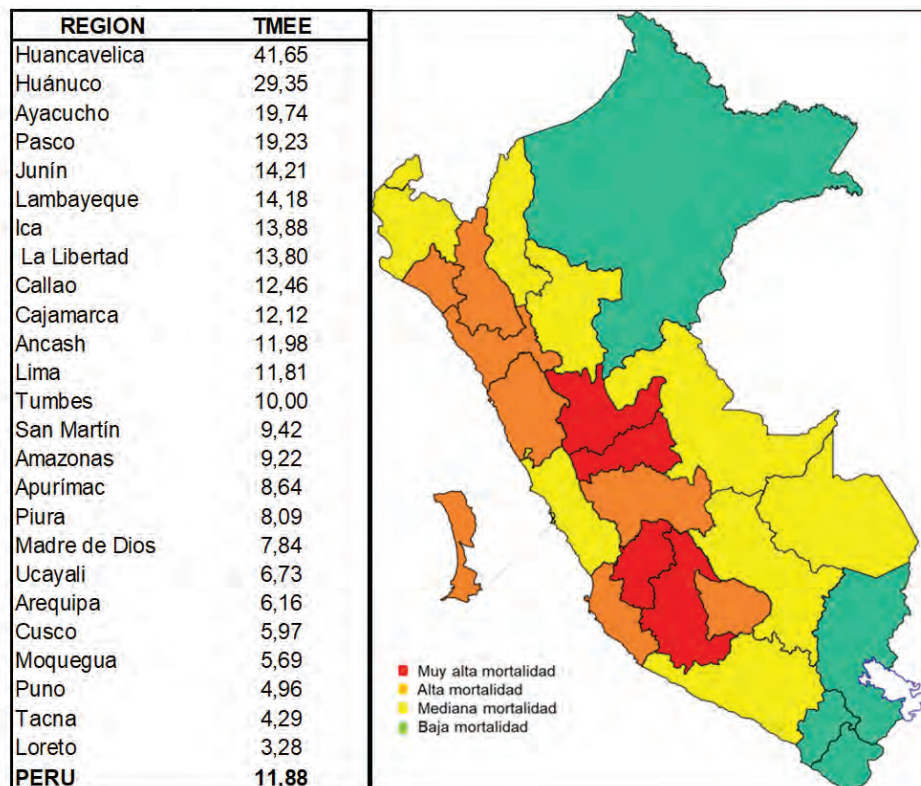 REGION TMEE
Huancavelica 41,65
Huánuco 29,35
Ayacucho 19,74
Pasco 19,23
Junín 14,21
Lambayeque 14,18
Ica 13,88
La Libertad 13,80
Callao 12,46
Cajamarca 12,12
Ancash 11,98
Lima 11,81
Tumbes 10,00
San Martín 9,42
Amazonas 9,22
Apurímac 8,64
Piura 8,09
Madre de Dios 7,84
Ucayali 6,73
Arequipa 6,16
Cusco 5,97
Moquegua 5,69
Puno 4,96
Tacna 4,29
Loreto 3,28
PERU 11,88
Muy alta mortalidad
Alta mortalidad
Mediana mortalidad
Baja mortalidad